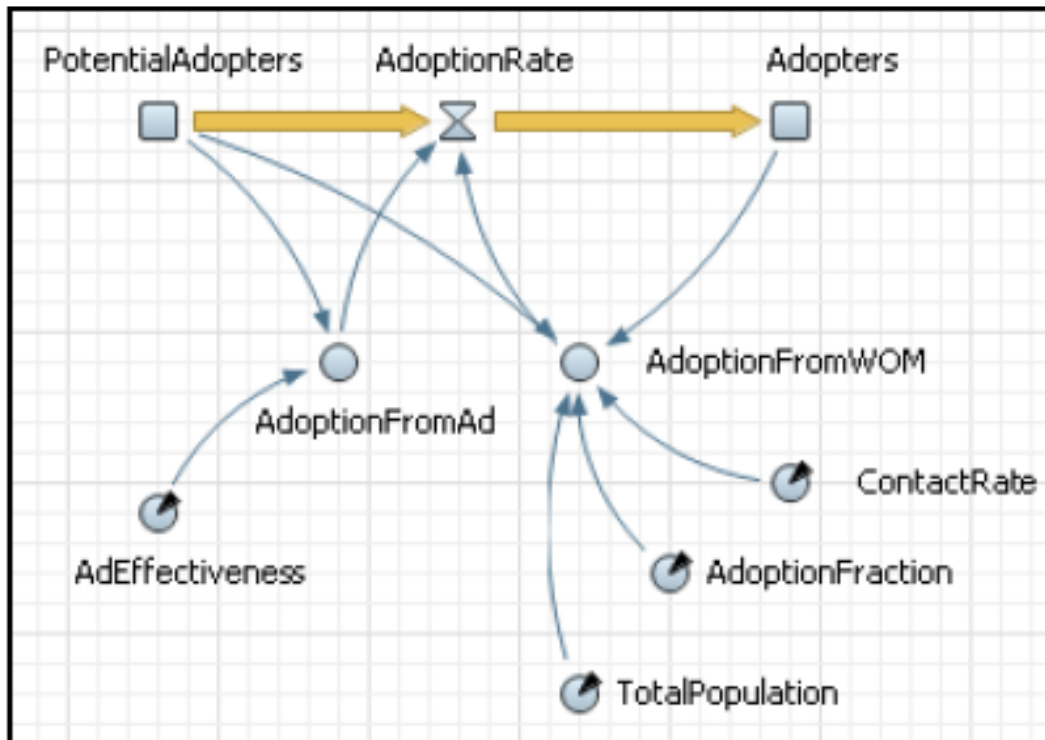 PotentialAdopters
AdoptionRate
Adopters
AdoptionFromWOM
AdoptionFromAd
ContactRate
AdEffectiveness
AdoptionFraction
TotalPopulation